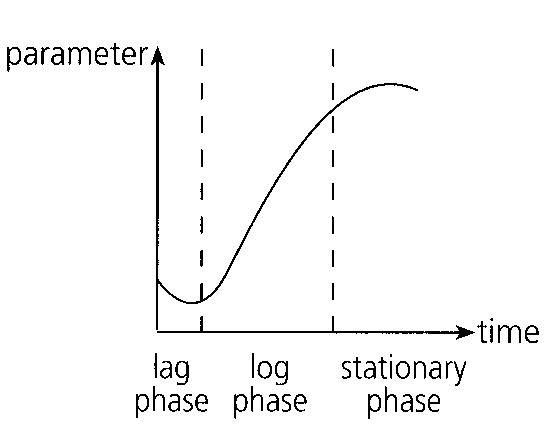 parameter
time
lag
phase
log
phase
stationary
phase